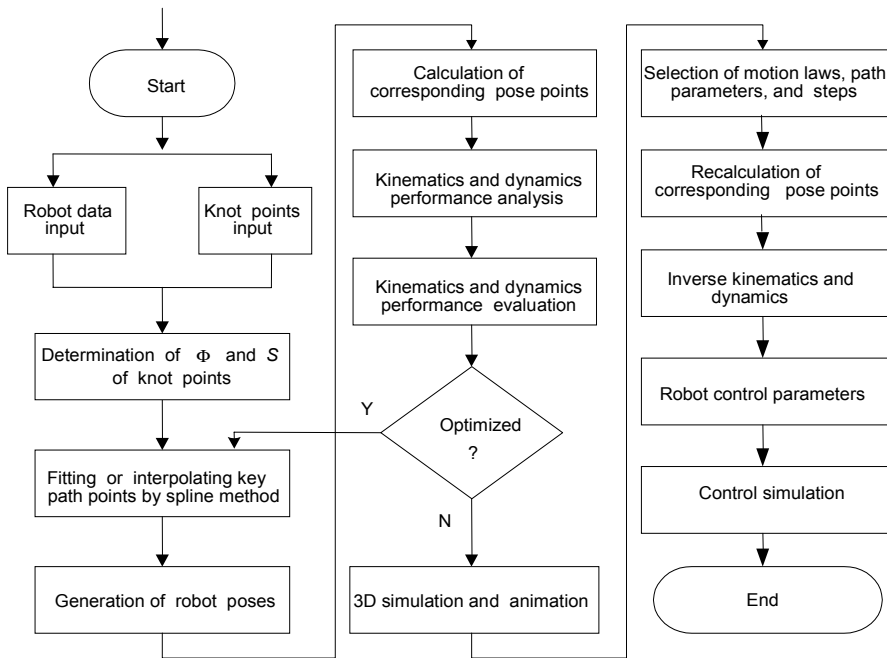 Start
Robot data
input
Knot points
input
Determination of Φ and S
of knot points
Fitting or interpolating key
path points by spline method
Generation of robot poses
Calculation of
corresponding pose points
Kinematics and dynamics
performance analysis
Kinematics and dynamics
performance evaluation
Y
Optimized
?
N
3D simulation and animation
Selection of motion laws, path
parameters, and steps
Recalculation of
corresponding pose points
Inverse kinematics and
dynamics
Robot control parameters
Control simulation
End